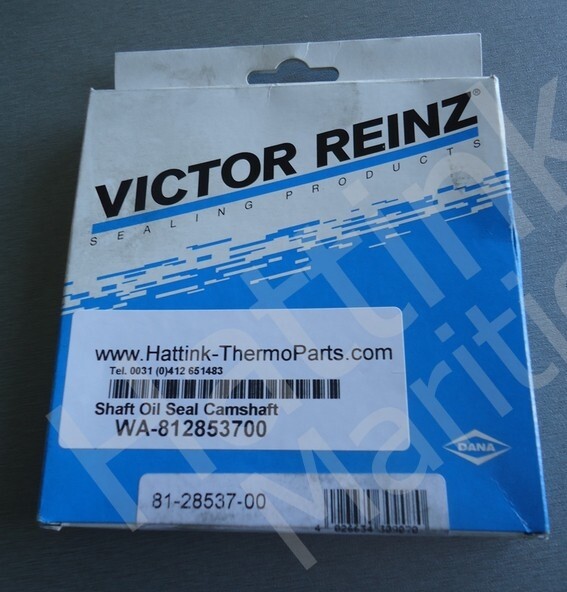 VICTOR REINZ®
SEALING PRODUCTS
www.Hattink-ThermoParts.com
Tel. 0031 (0)412 651483
Shaft Oil Seal Camshaft
WA-812853700
DANA
81-28537-00
Hattink